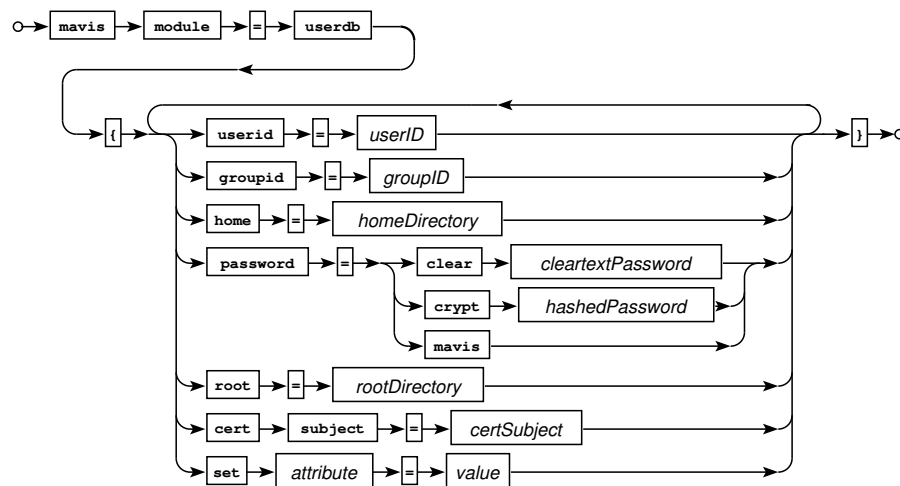 mavis module = userdb
{ userid = userID }
groupid = groupID
home = homeDirectory
password = clear cleartextPassword
crypt hashedPassword
mavis
root = rootDirectory
cert subject = certSubject
set attribute = value